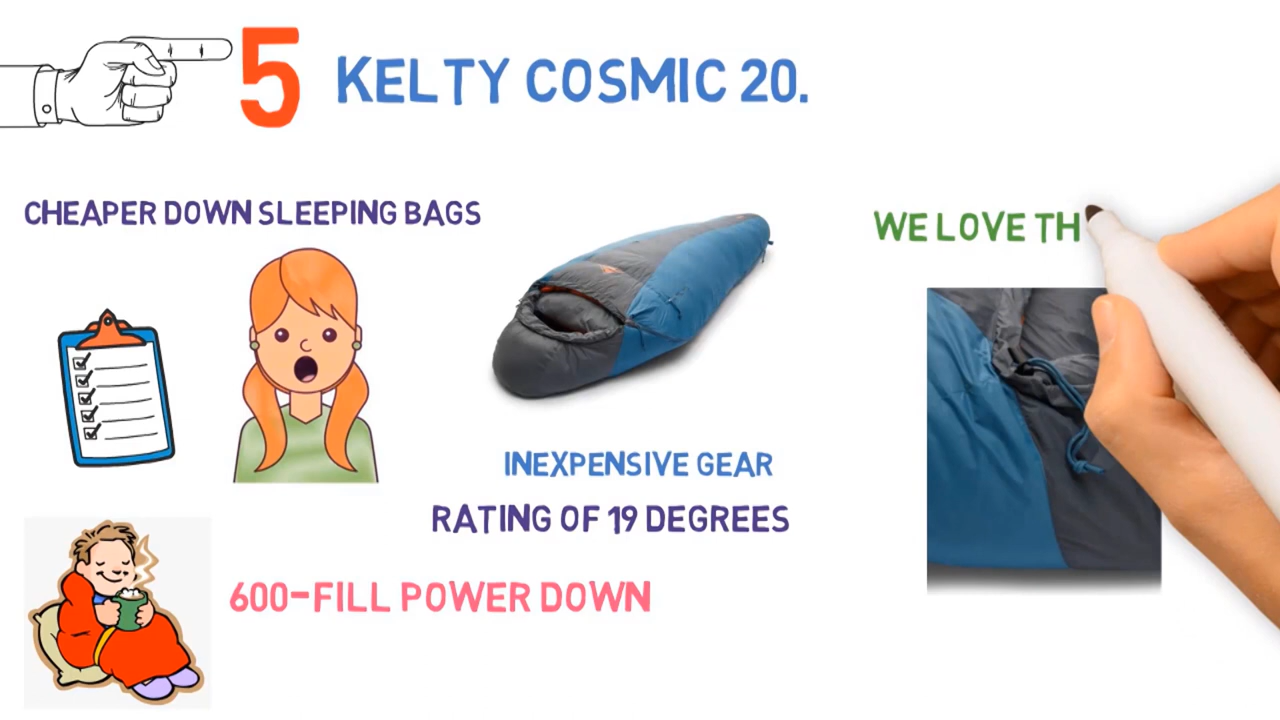 5 KELTY COSMIC 20.
CHEAPER DOWN SLEEPING BAGS
WE LOVE TH
INEXPENSIVE GEAR
RATING OF 19 DEGREES
600-FILL POWER DOWN